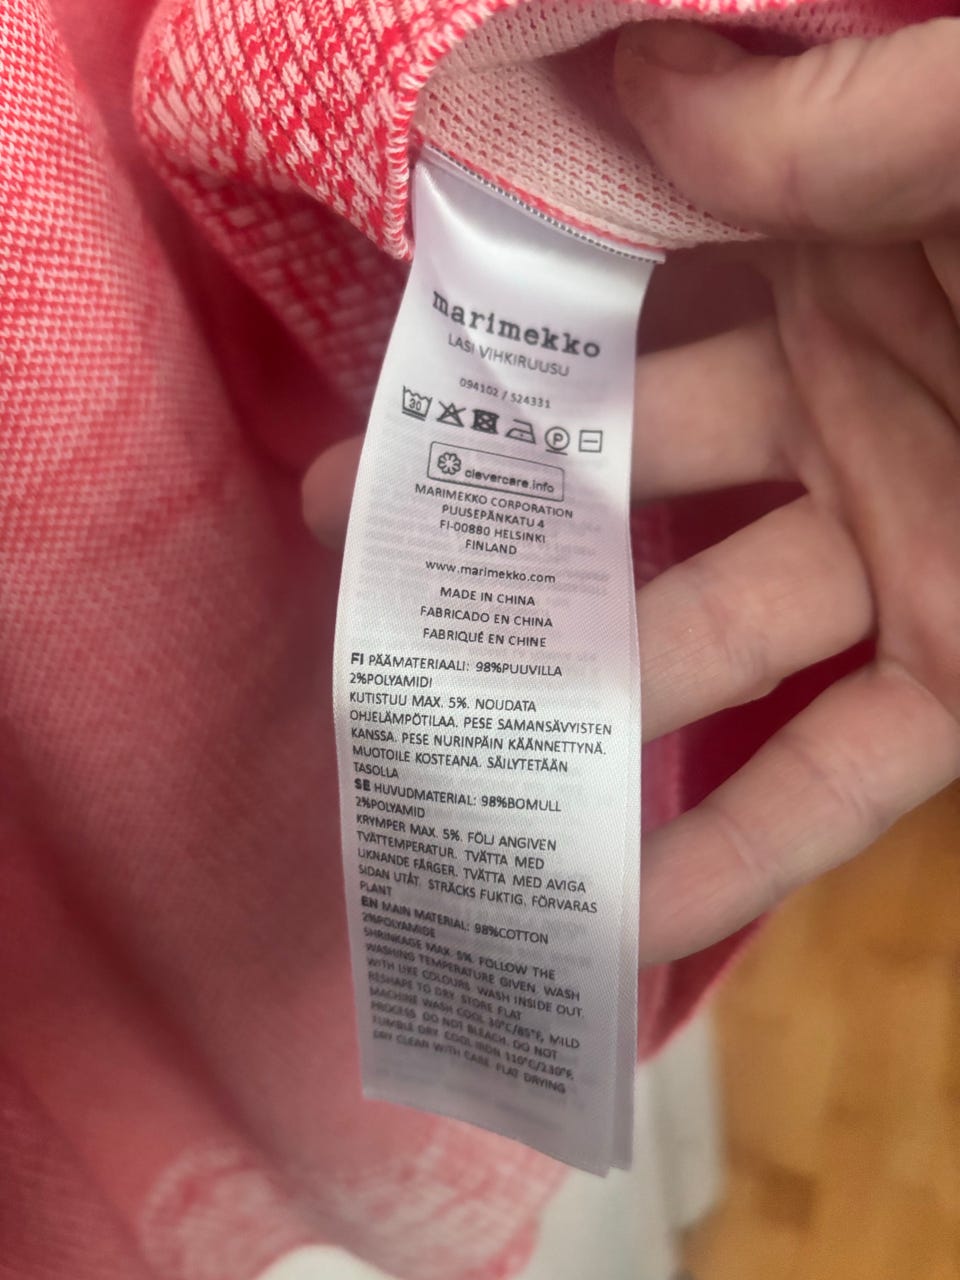 marimekko
LASI VIHKIRUUSU
094102 / 524331
30
P
clevercare.info
MARIMEKKO CORPORATION
PUUSEPÄNKATU 4
FI-00880 HELSINKI
FINLAND
www.marimekko.com
MADE IN CHINA
FABRICADO EN CHINA
FABRIQUÉ EN CHINE
FI PÄÄMATERIAALI: 98%PUUVILLA
2%POLYAMIDI
KUTISTUU MAX. 5%. NOUDATA
OHJELÄMPÖTILAA. PESE SAMANSÄVYISTEN
KANSSA. PESE NURINPÄIN KÄÄNNETTYNÄ.
MUOTOILE KOSTEANA. SÄILYTETÄÄN
TASOLLA
SE HUVUDMATERIAL: 98%BOMULL
2%POLYAMID
KRYMPER MAX. 5%. FÖLJ ANGIVEN
TVÄTTEMPERATUR. TVÄTTA MED
LIKNANDE FÄRGER. TVÄTTA MED AVIGA
SIDAN UTÅT. STRÄCKS FUKTIG. FÖRVARAS
PLANT
EN MAIN MATERIAL: 98%COTTON
2%POLYAMIDE
SHRINKAGE MAX. 5%. FOLLOW THE
WASHING TEMPERATURE GIVEN. WASH
WITH LIKE COLOURS. WASH INSIDE OUT.
RESHAPE TO DRY. STORE FLAT
MACHINE WASH COOL 30°C/85°F, MILD
PROCESS. DO NOT BLEACH. DO NOT
TUMBLE DRY. COOL IRON 110°C/230°F.
DRY CLEAN WITH CARE. FLAT DRYING